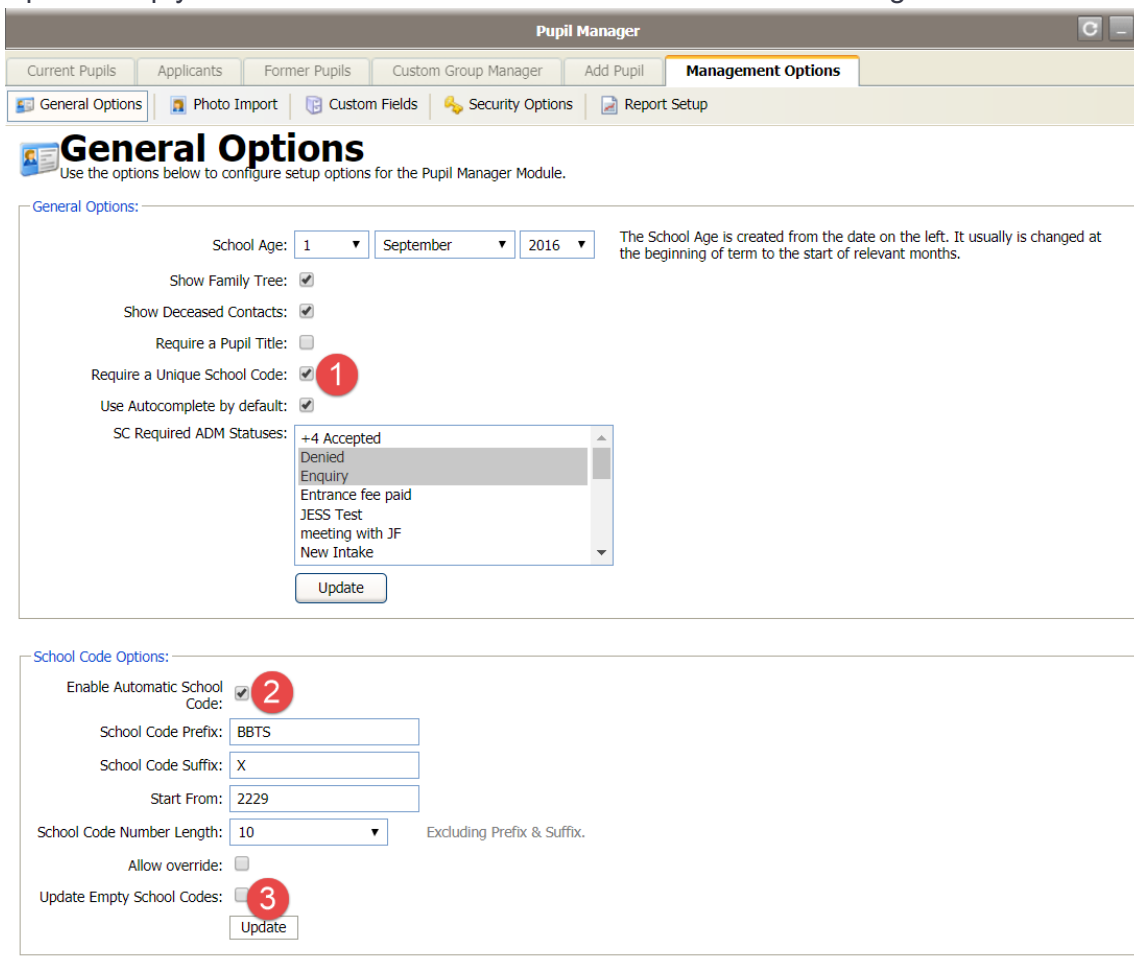 Pupil Manager
Current Pupils Applicants Former Pupils Custom Group Manager Add Pupil Management Options
General Options Photo Import Custom Fields Security Options Report Setup
General Options
Use the options below to configure setup options for the Pupil Manager Module.
General Options:
School Age: 1 September 2016 The School Age is created from the date on the left. It usually is changed at
the beginning of term to the start of relevant months.
Show Family Tree:
Show Deceased Contacts:
Require a Pupil Title:
Require a Unique School Code: 1
Use Autocomplete by default:
SC Required ADM Statuses: +4 Accepted
Denied
Enquiry
Entrance fee paid
JESS Test
meeting with JF
New Intake
Update
School Code Options:
Enable Automatic School
Code: 2
School Code Prefix: BBTS
School Code Suffix: X
Start From: 2229
School Code Number Length: 10 Excluding Prefix & Suffix.
Allow override:
Update Empty School Codes: 3
Update